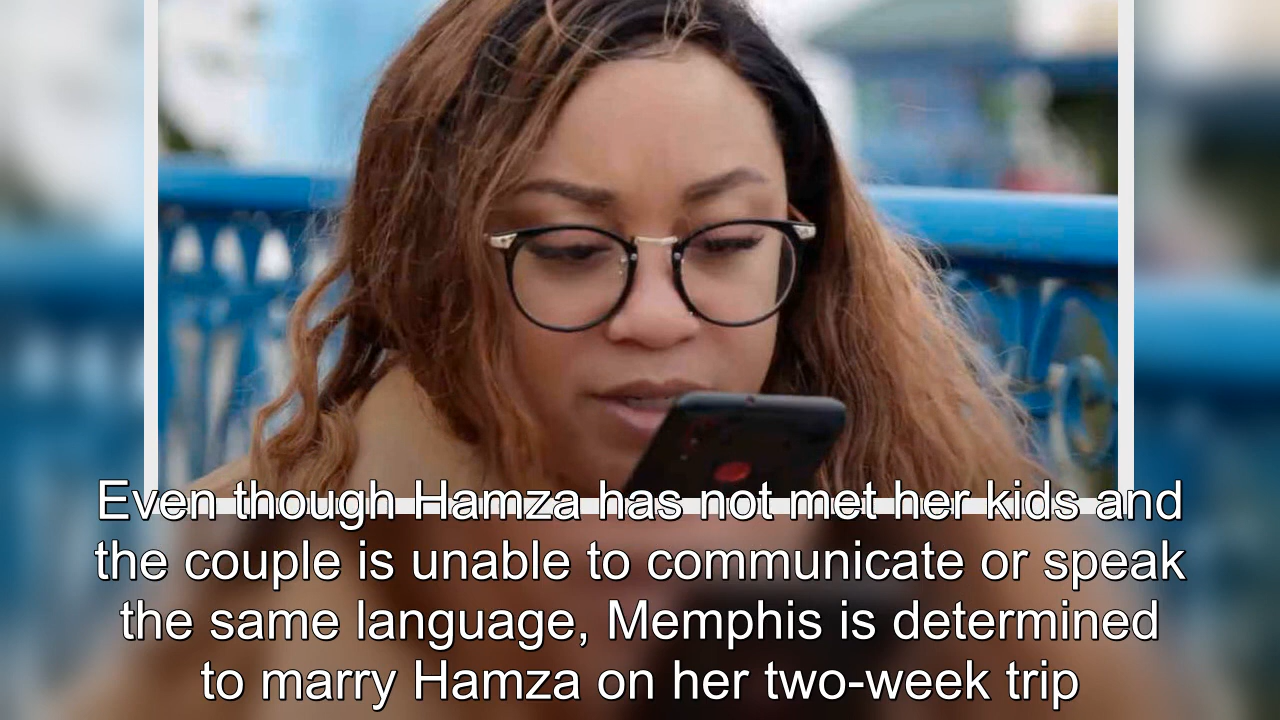 Even though Hamza has not met her kids and
the couple is unable to communicate or speak
the same language, Memphis is determined
to marry Hamza on her two-week trip